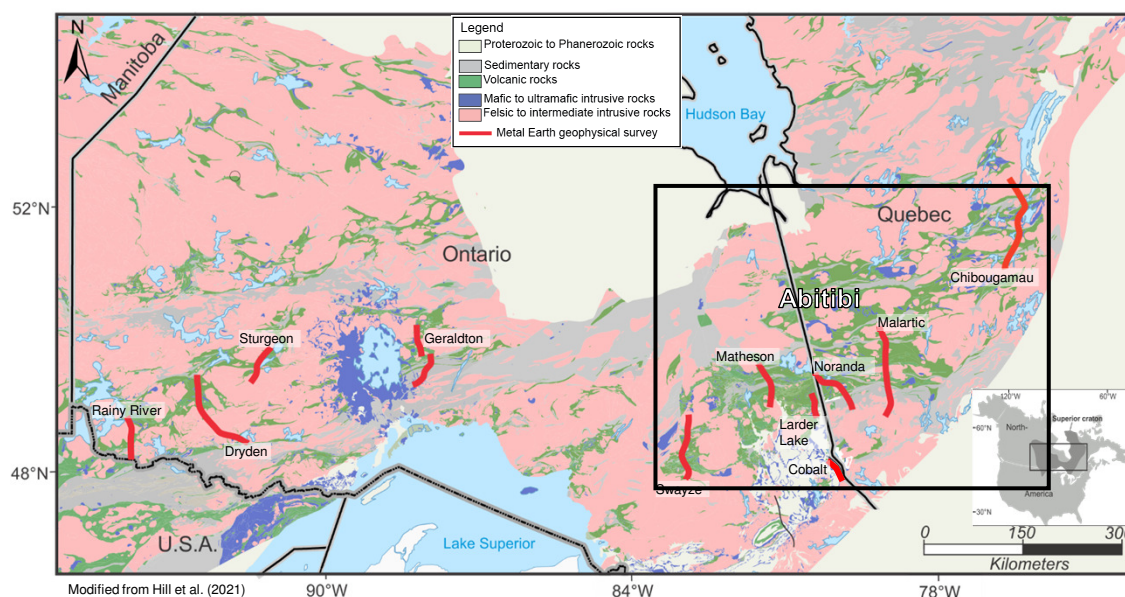 N
Manitoba
Legend
Proterozoic to Phanerozoic rocks
Sedimentary rocks
Volcanic rocks
Mafic to ultramafic intrusive rocks
Felsic to intermediate intrusive rocks
Metal Earth geophysical survey
Hudson Bay
52°N
Quebec
Ontario
Chibougamau
Abitibi
Malartic
Sturgeon
Geraldton
Matheson
Noranda
Rainy River
Larder
Lake
Dryden
Cobalt
Swayze
48°N
120°W
60°W
Superior craton
60°N
North-
America
30°N
U.S.A.
Lake Superior
0
150
Kilometers
Modified from Hill et al. (2021)
90°W
84°W
78°W